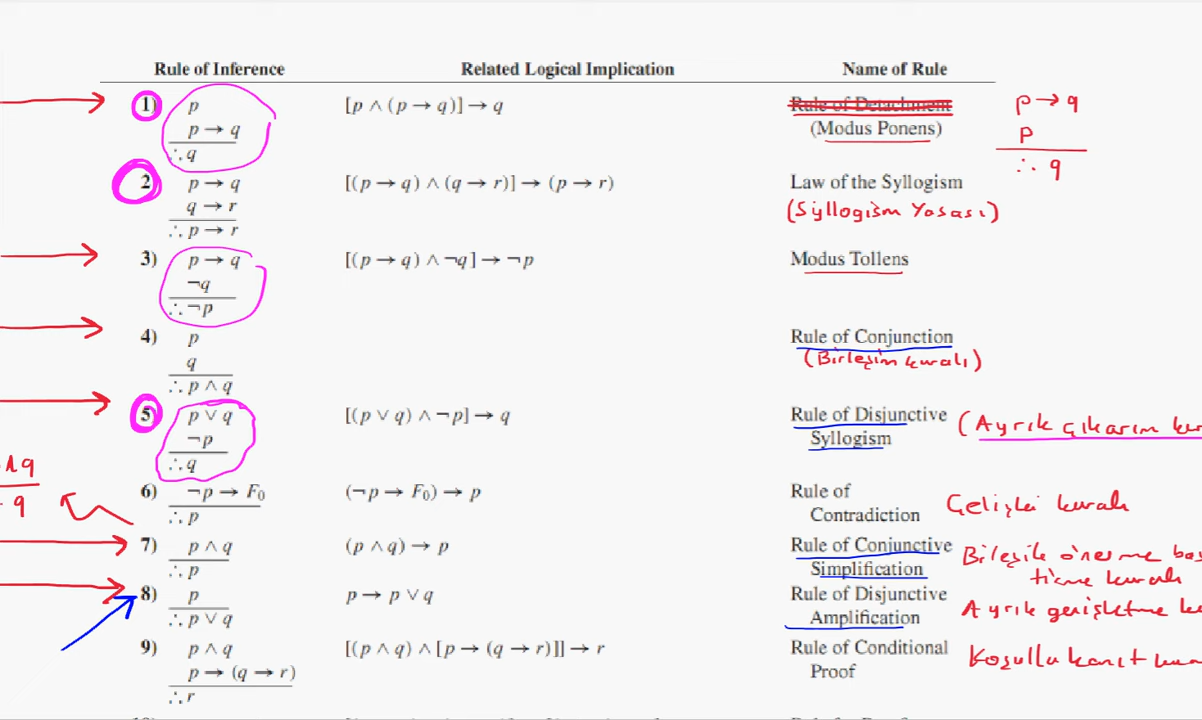 Rule of Inference Related Logical Implication Name of Rule
1) p [p ∧ (p → q)] → q Rule of Detachment p → q
p → q (Modus Ponens) p
∴ q ∴ q
2) p → q [(p → q) ∧ (q → r)] → (p → r) Law of the Syllogism
q → r (Syllogism Yasası)
∴ p → r
3) p → q [(p → q) ∧ ¬q] → ¬p Modus Tollens
¬q
∴ ¬p
4) p Rule of Conjunction
q (Birleşim kuralı)
∴ p ∧ q
5) p ∨ q [(p ∨ q) ∧ ¬p] → q Rule of Disjunctive (Ayrık çıkarım
¬p Syllogism
∴ q
∧q
q
6) ¬p → F₀ (¬p → F₀) → p Rule of Çelişki kuralı
∴ p Contradiction
7) p ∧ q (p ∧ q) → p Rule of Conjunctive Bileşik önerme
∴ p Simplification kuralı
8) p p → p ∨ q Rule of Disjunctive Ayrık genişletme
∴ p ∨ q Amplification
9) p ∧ q [(p ∧ q) ∧ [p → (q → r)]] → r Rule of Conditional Koşullu kanıt
p → (q → r) Proof
∴ r